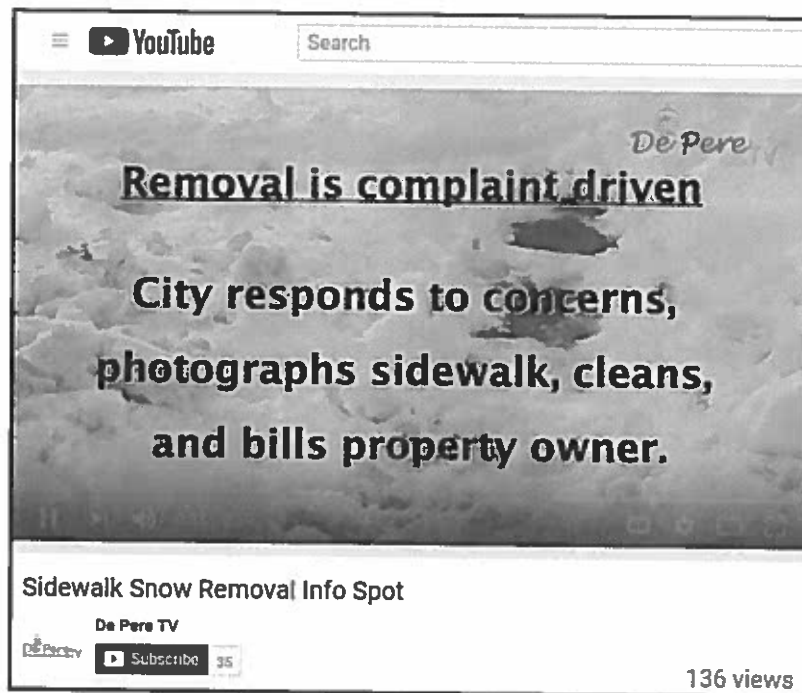 YouTube
Search
De Pere
Removal is complaint driven
City responds to concerns,
photographs sidewalk, cleans,
and bills property owner.
Sidewalk Snow Removal Info Spot
De Pere TV
Subscribe 35
136 views